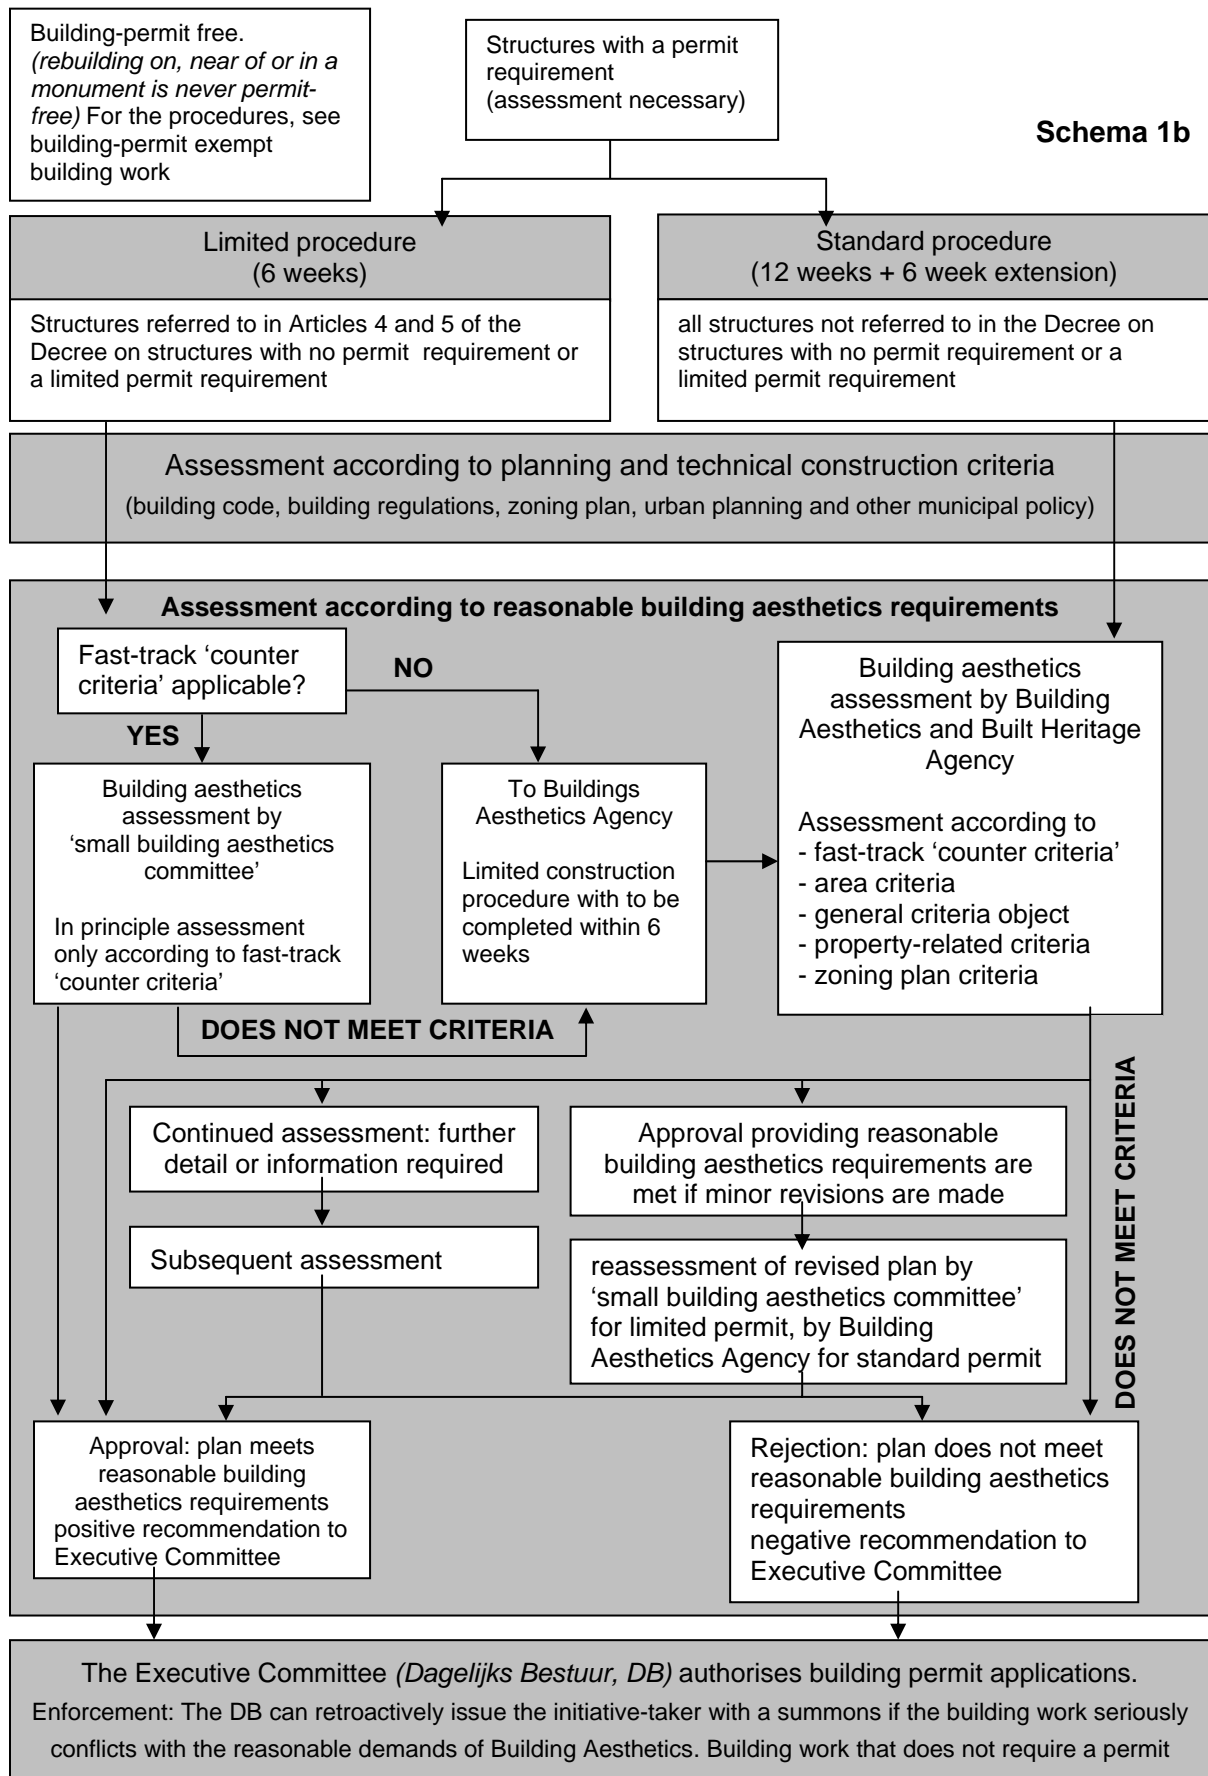 Building-permit free.
(rebuilding on, near of or in a
monument is never permit-
free) For the procedures, see
building-permit exempt
building work
Structures with a permit
requirement
(assessment necessary)
Schema 1b
Limited procedure
(6 weeks)
Structures referred to in Articles 4 and 5 of the
Decree on structures with no permit requirement or
a limited permit requirement
Standard procedure
(12 weeks + 6 week extension)
all structures not referred to in the Decree on
structures with no permit requirement or a
limited permit requirement
Assessment according to planning and technical construction criteria
(building code, building regulations, zoning plan, urban planning and other municipal policy)
Assessment according to reasonable building aesthetics requirements
Fast-track ‘counter
criteria’ applicable?
NO
YES
Building aesthetics
assessment by
‘small building aesthetics
committee’
In principle assessment
only according to fast-track
‘counter criteria’
To Buildings
Aesthetics Agency
Limited construction
procedure with to be
completed within 6
weeks
Building aesthetics
assessment by Building
Aesthetics and Built Heritage
Agency
Assessment according to
- fast-track ‘counter criteria’
- area criteria
- general criteria object
- property-related criteria
- zoning plan criteria
DOES NOT MEET CRITERIA
DOES NOT MEET CRITERIA
Continued assessment: further
detail or information required
Subsequent assessment
Approval providing reasonable
building aesthetics requirements are
met if minor revisions are made
reassessment of revised plan by
‘small building aesthetics committee’
for limited permit, by Building
Aesthetics Agency for standard permit
Approval: plan meets
reasonable building
aesthetics requirements
positive recommendation to
Executive Committee
Rejection: plan does not meet
reasonable building aesthetics
requirements
negative recommendation to
Executive Committee
The Executive Committee (Dagelijks Bestuur, DB) authorises building permit applications.
Enforcement: The DB can retroactively issue the initiative-taker with a summons if the building work seriously
conflicts with the reasonable demands of Building Aesthetics. Building work that does not require a permit